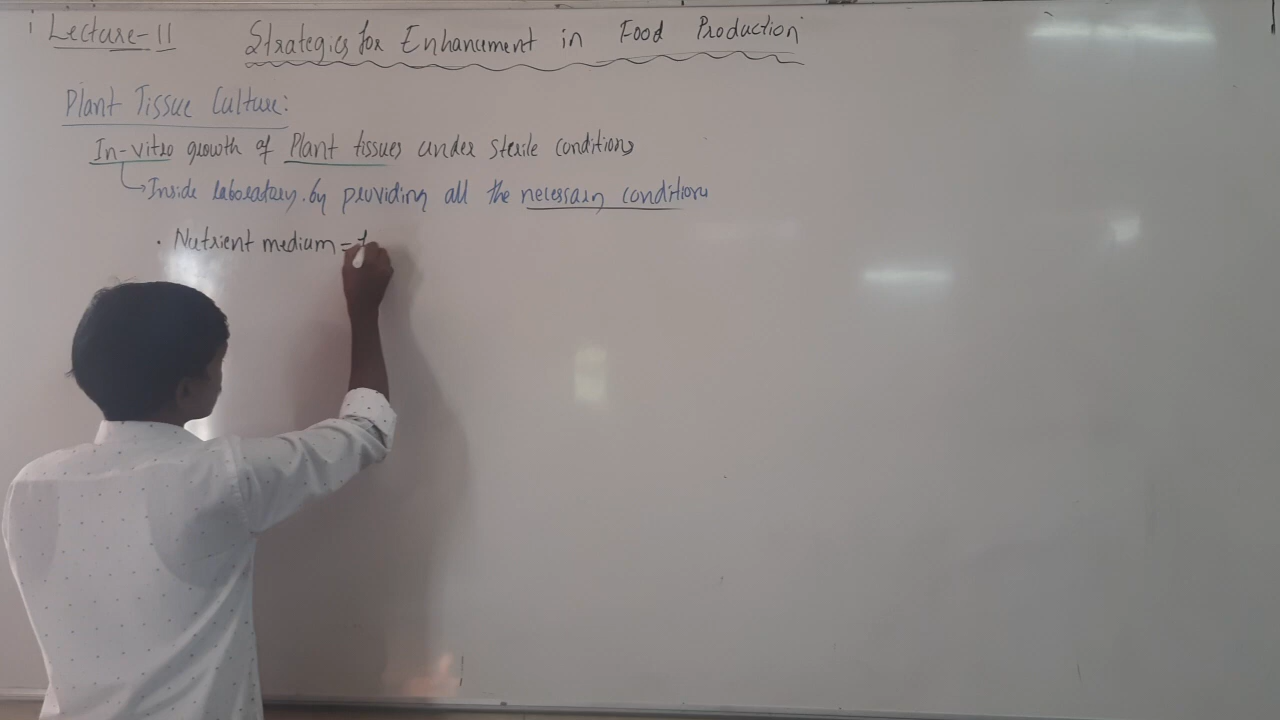 Lecture-11 Strategies for Enhancement in Food Production
Plant Tissue Culture:
In-vitro growth of Plant tissues under sterile conditions
Inside laboratory. by providing all the necessary conditions
· Nutrient medium =